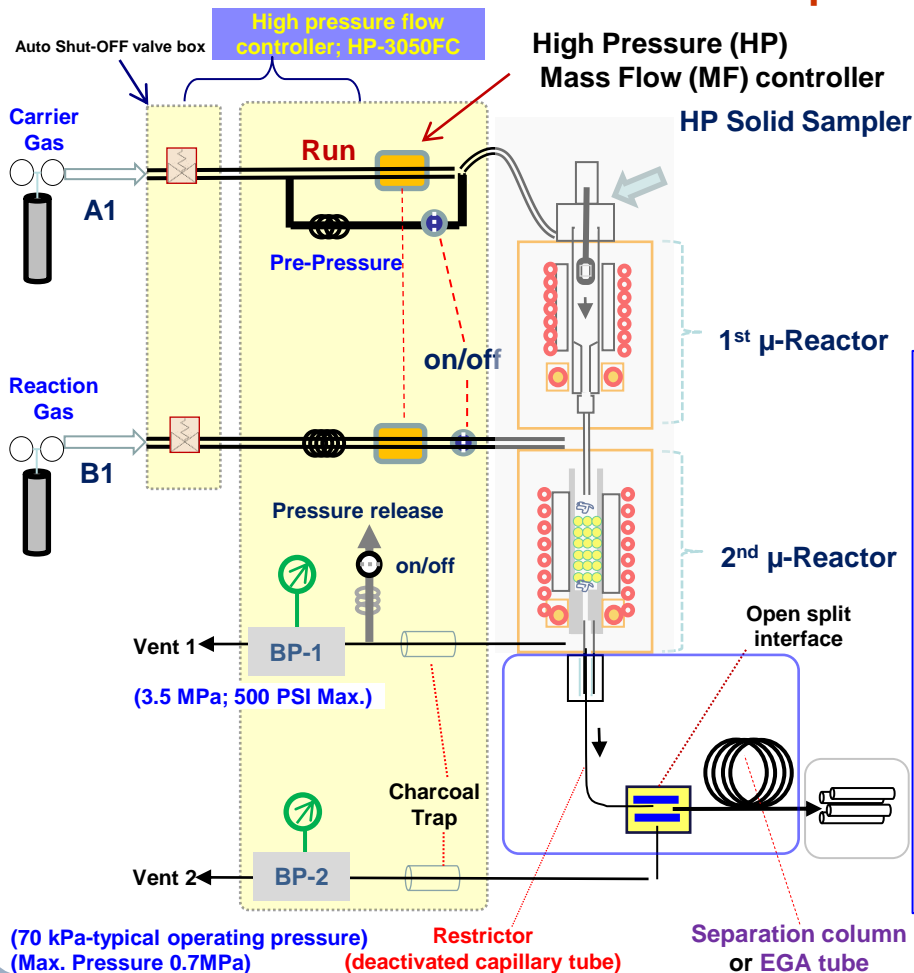 High pressure flow
controller; HP-3050FC
Auto Shut-OFF valve box
High Pressure (HP)
Mass Flow (MF) controller
HP Solid Sampler
Carrier
Gas
Run
A1
Pre-Pressure
on/off
1st µ-Reactor
Reaction
Gas
B1
Pressure release
on/off
2nd µ-Reactor
Open split
interface
Vent 1
BP-1
(3.5 MPa; 500 PSI Max.)
Charcoal
Trap
Vent 2
BP-2
(70 kPa-typical operating pressure)
(Max. Pressure 0.7MPa)
Restrictor
(deactivated capillary tube)
Separation column
or EGA tube